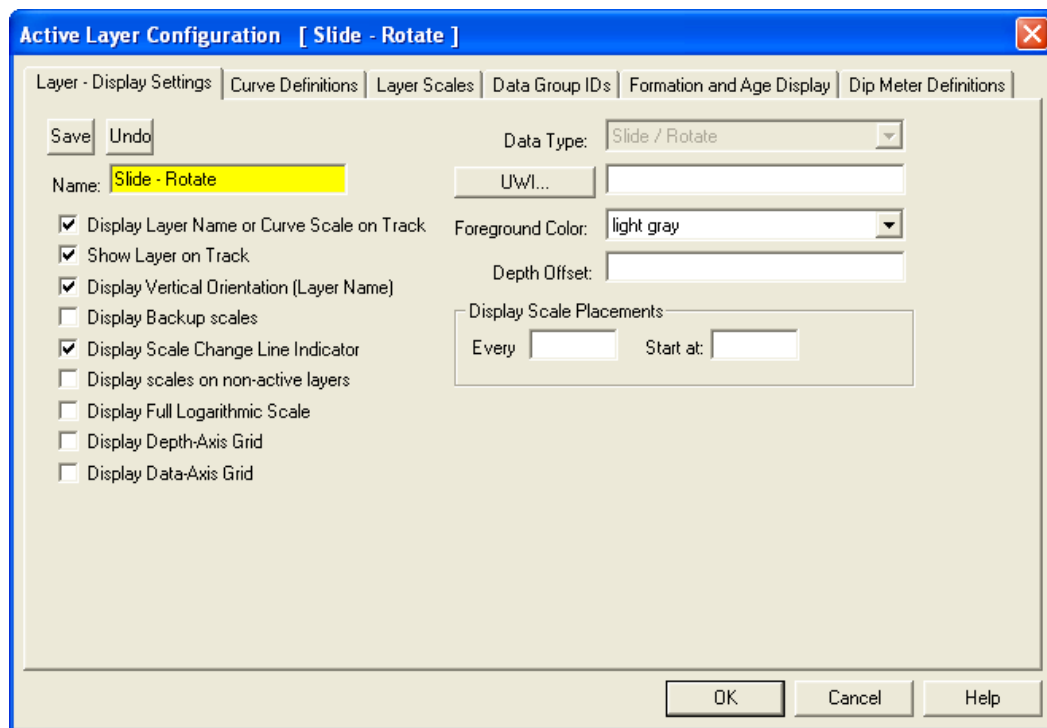 Active Layer Configuration [ Slide - Rotate ]
Layer - Display Settings Curve Definitions Layer Scales Data Group IDs Formation and Age Display Dip Meter Definitions
Save Undo
Name: Slide - Rotate
Display Layer Name or Curve Scale on Track
Show Layer on Track
Display Vertical Orientation (Layer Name)
Display Backup scales
Display Scale Change Line Indicator
Display scales on non-active layers
Display Full Logarithmic Scale
Display Depth-Axis Grid
Display Data-Axis Grid
Data Type: Slide / Rotate
UWI...
Foreground Color: light gray
Depth Offset:
Display Scale Placements
Every Start at:
OK Cancel Help